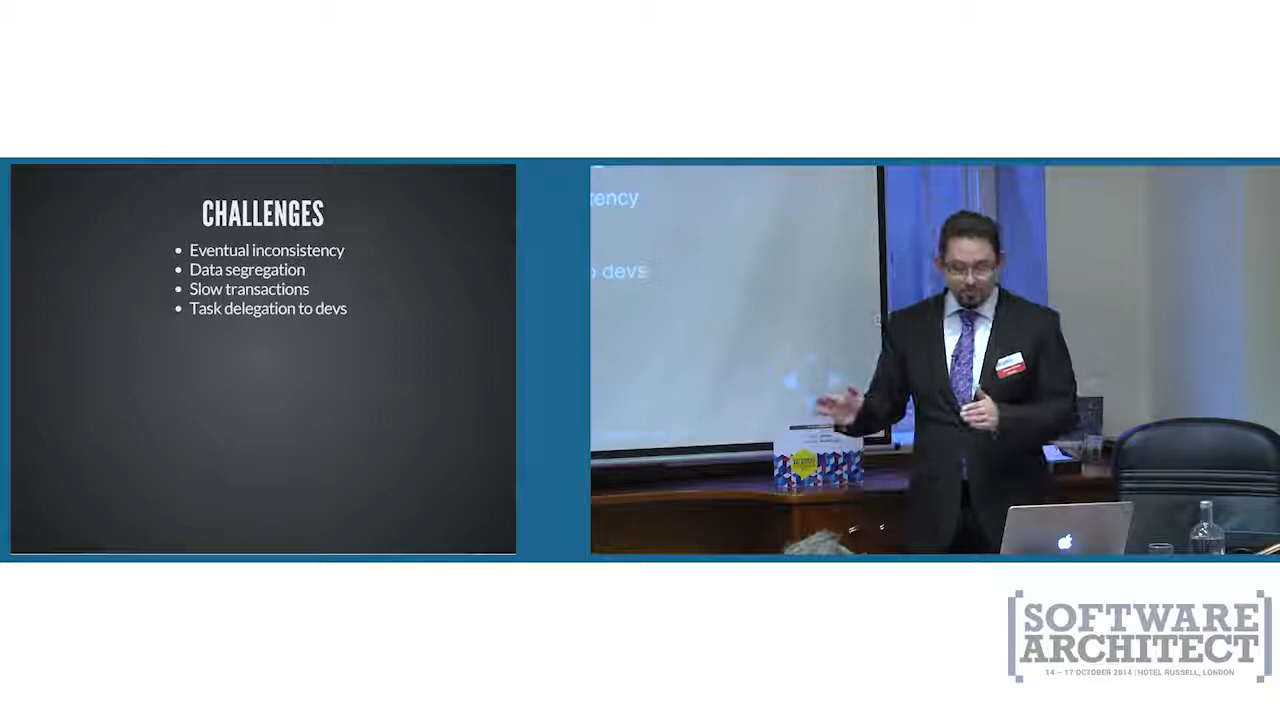 CHALLENGES
• Eventual inconsistency
• Data segregation
• Slow transactions
• Task delegation to devs
tency
o devs
[SOFTWARE
ARCHITECT]
14 – 17 OCTOBER 2014 | HOTEL RUSSELL, LONDON